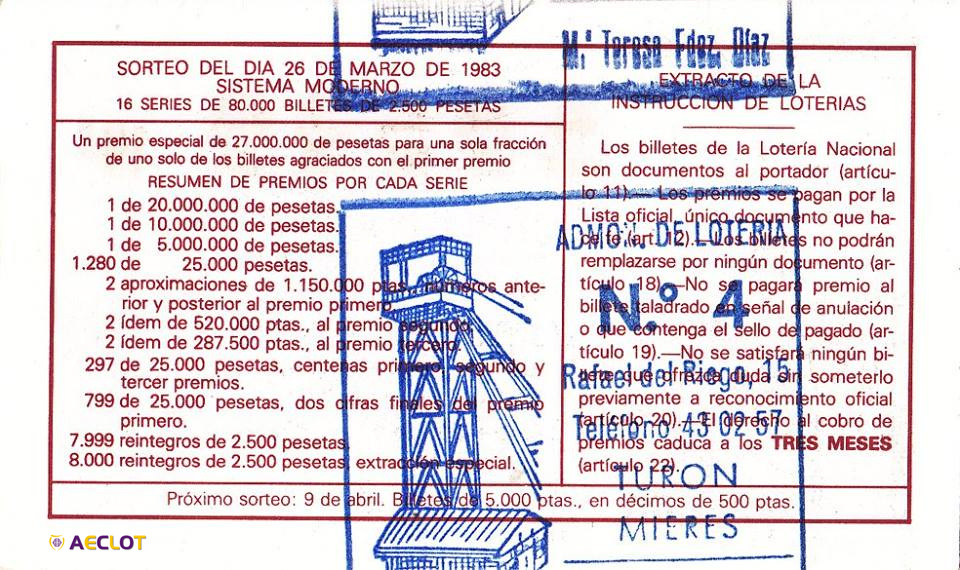 SORTEO DEL DIA 26 DE MARZO DE 1983
SISTEMA MODERNO
16 SERIES DE 80.000 BILLETES DE 2.500 PESETAS
Un premio especial de 27.000.000 de pesetas para una sola fracción
de uno solo de los billetes agraciados con el primer premio
RESUMEN DE PREMIOS POR CADA SERIE
1 de 20.000.000 de pesetas.
1 de 10.000.000 de pesetas.
1 de 5.000.000 de pesetas.
1.280 de 25.000 pesetas.
2 aproximaciones de 1.150.000 ptas., números ante-
rior y posterior al premio primero.
2 ídem de 520.000 ptas., al premio segundo.
2 ídem de 287.500 ptas., al premio tercero.
297 de 25.000 pesetas, centenas primero, segundo y
tercer premios.
799 de 25.000 pesetas, dos cifras finales del premio
primero.
7.999 reintegros de 2.500 pesetas.
8.000 reintegros de 2.500 pesetas, extracción especial.
EXTRACTO DE LA
INSTRUCCION DE LOTERIAS
Los billetes de la Lotería Nacional
son documentos al portador (artícu-
lo 11).— Los premios se pagan por la
Lista oficial, único documento que ha-
ce fe (art. 12).—Los billetes no podrán
remplazarse por ningún documento (ar-
tículo 18).—No se pagará premio al
billete taladrado en señal de anulación
o que contenga el sello de pagado (ar-
tículo 19).—No se satisfará ningún bi-
llete que ofrezca duda sin someterlo
previamente a reconocimiento oficial
(artículo 20).—El derecho al cobro de
premios caduca a los TRES MESES
(artículo 22).
Próximo sorteo: 9 de abril. Billetes de 5.000 ptas., en décimos de 500 ptas.
M.ª Teresa Fdez. Díaz
ADMON. DE LOTERIA
N.º 4
Rafael del Riego, 15
Teléfono 43 02 57
TURON
MIERES
AECLOT